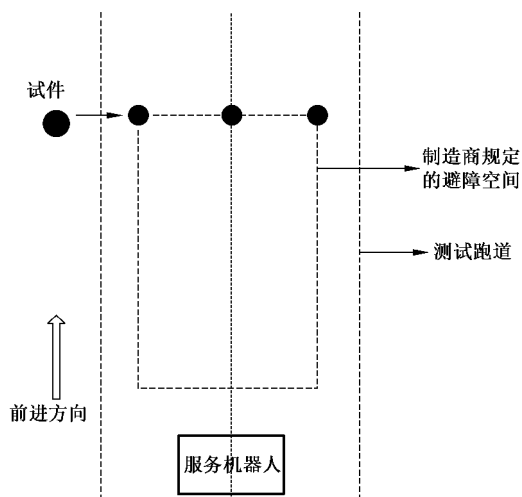 试件
制造商规定
的避障空间
测试跑道
前进方向
服务机器人